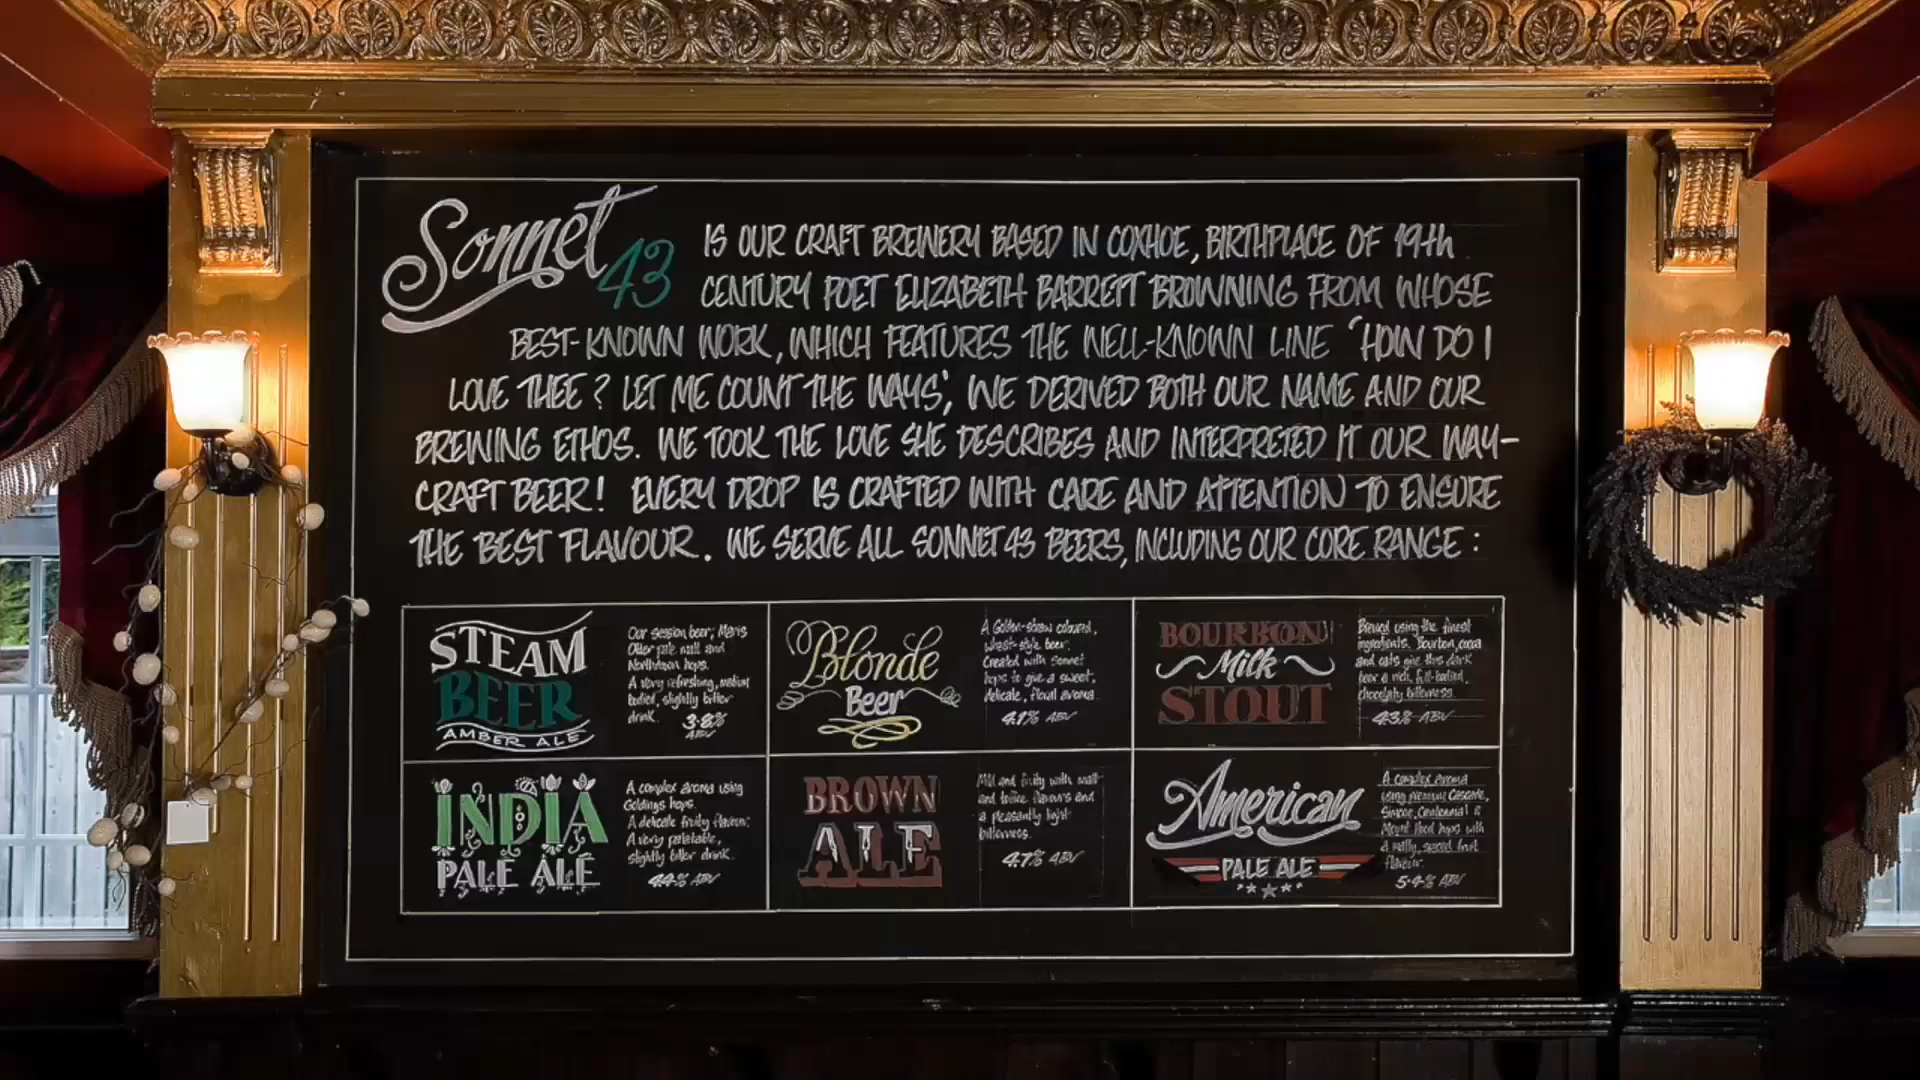 Sonnet 43 IS OUR CRAFT BREWERY BASED IN COXHOE, BIRTHPLACE OF 19th
CENTURY POET ELIZABETH BARRETT BROWNING FROM WHOSE
BEST-KNOWN WORK, WHICH FEATURES THE WELL-KNOWN LINE 'HOW DO I
LOVE THEE? LET ME COUNT THE WAYS', WE DERIVED BOTH OUR NAME AND OUR
BREWING ETHOS. WE TOOK THE LOVE SHE DESCRIBES AND INTERPRETED IT OUR WAY-
CRAFT BEER! EVERY DROP IS CRAFTED WITH CARE AND ATTENTION TO ENSURE
THE BEST FLAVOUR. WE SERVE ALL SONNET 43 BEERS, INCLUDING OUR CORE RANGE:
STEAM
BEER
AMBER ALE
Our session beer; Maris
Otter pale malt and
Northdown hops.
A very refreshing, medium
bodied, slightly bitter
drink.
3.8%
ABV
Blonde
Beer
A Golden-straw coloured,
wheat-style beer.
Created with Sonnet
hops to give a sweet,
delicate, floral aroma.
4.1% ABV
BOURBON
Milk
STOUT
Brewed using the finest
ingredients. Bourbon, cocoa
and oats give this dark
beer a rich, full-bodied,
chocolaty bitterness.
4.3% ABV
INDIA
PALE ALE
A complex aroma using
Goldings hops.
A delicate fruity flavour.
A very palatable,
slightly bitter drink.
4.4% ABV
BROWN
ALE
and fruity with malt
and toffee flavours and
a pleasantly light
bitterness.
4.7% ABV
American
PALE ALE
A complex aroma
using premium Cascade,
Simcoe, Centennial &
Mount Hood hops with
a malty, sweet fruit
flavour.
5.4% ABV